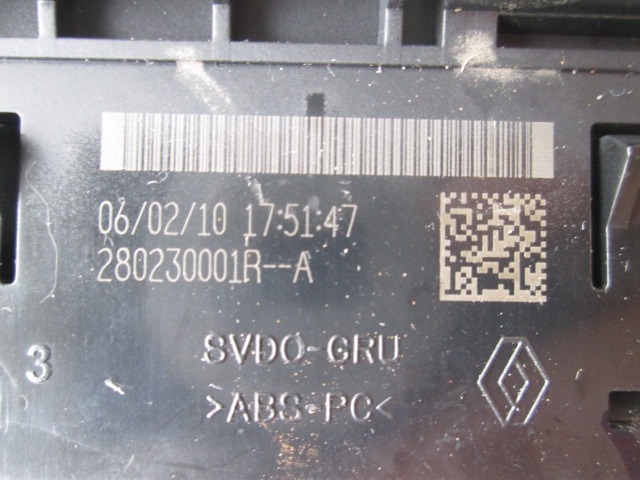 06/02/10 17:51:47
280230001R--A
SVDO-GRU
3
>ABS-PC<